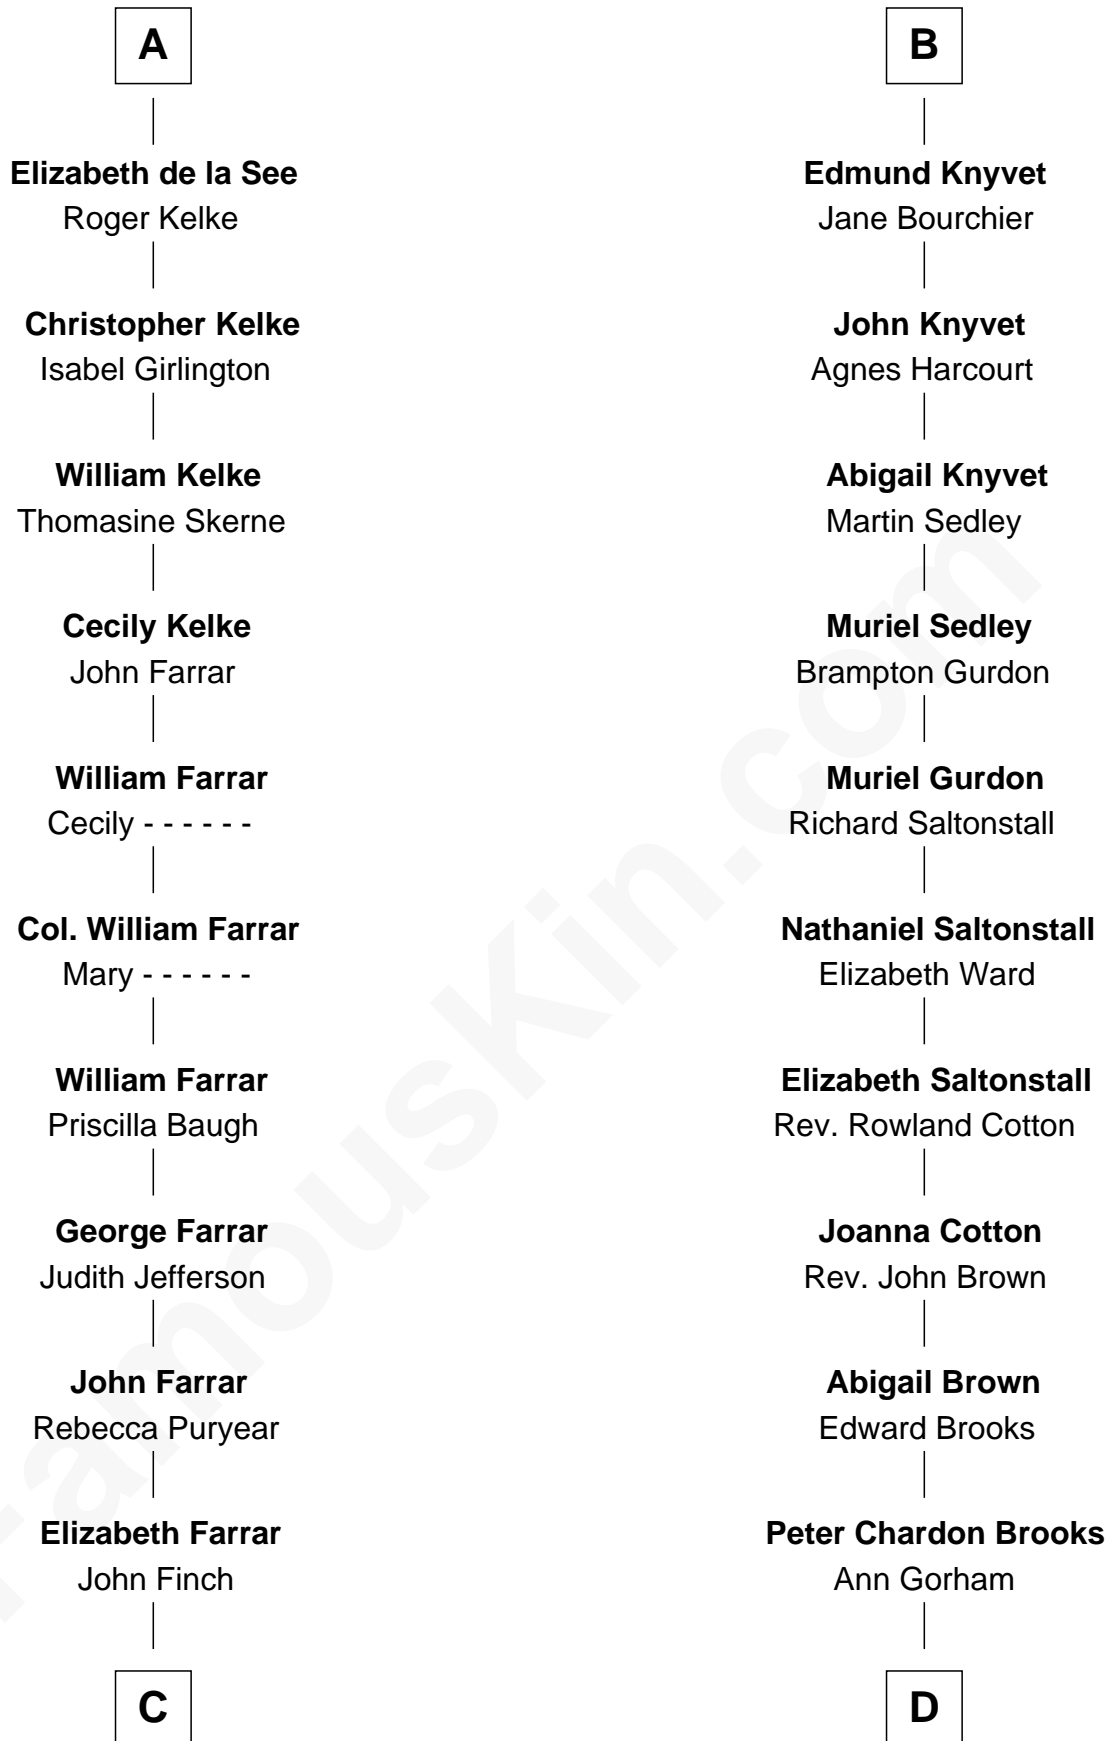 A
Elizabeth de la See
Roger Kelke
Christopher Kelke
Isabel Girlington
William Kelke
Thomasine Skerne
Cecily Kelke
John Farrar
William Farrar
Cecily - - - - - -
Col. William Farrar
Mary - - - - - -
William Farrar
Priscilla Baugh
George Farrar
Judith Jefferson
John Farrar
Rebecca Puryear
Elizabeth Farrar
John Finch
C
B
Edmund Knyvet
Jane Bourchier
John Knyvet
Agnes Harcourt
Abigail Knyvet
Martin Sedley
Muriel Sedley
Brampton Gurdon
Muriel Gurdon
Richard Saltonstall
Nathaniel Saltonstall
Elizabeth Ward
Elizabeth Saltonstall
Rev. Rowland Cotton
Joanna Cotton
Rev. John Brown
Abigail Brown
Edward Brooks
Peter Chardon Brooks
Ann Gorham
D
FamousKin.com